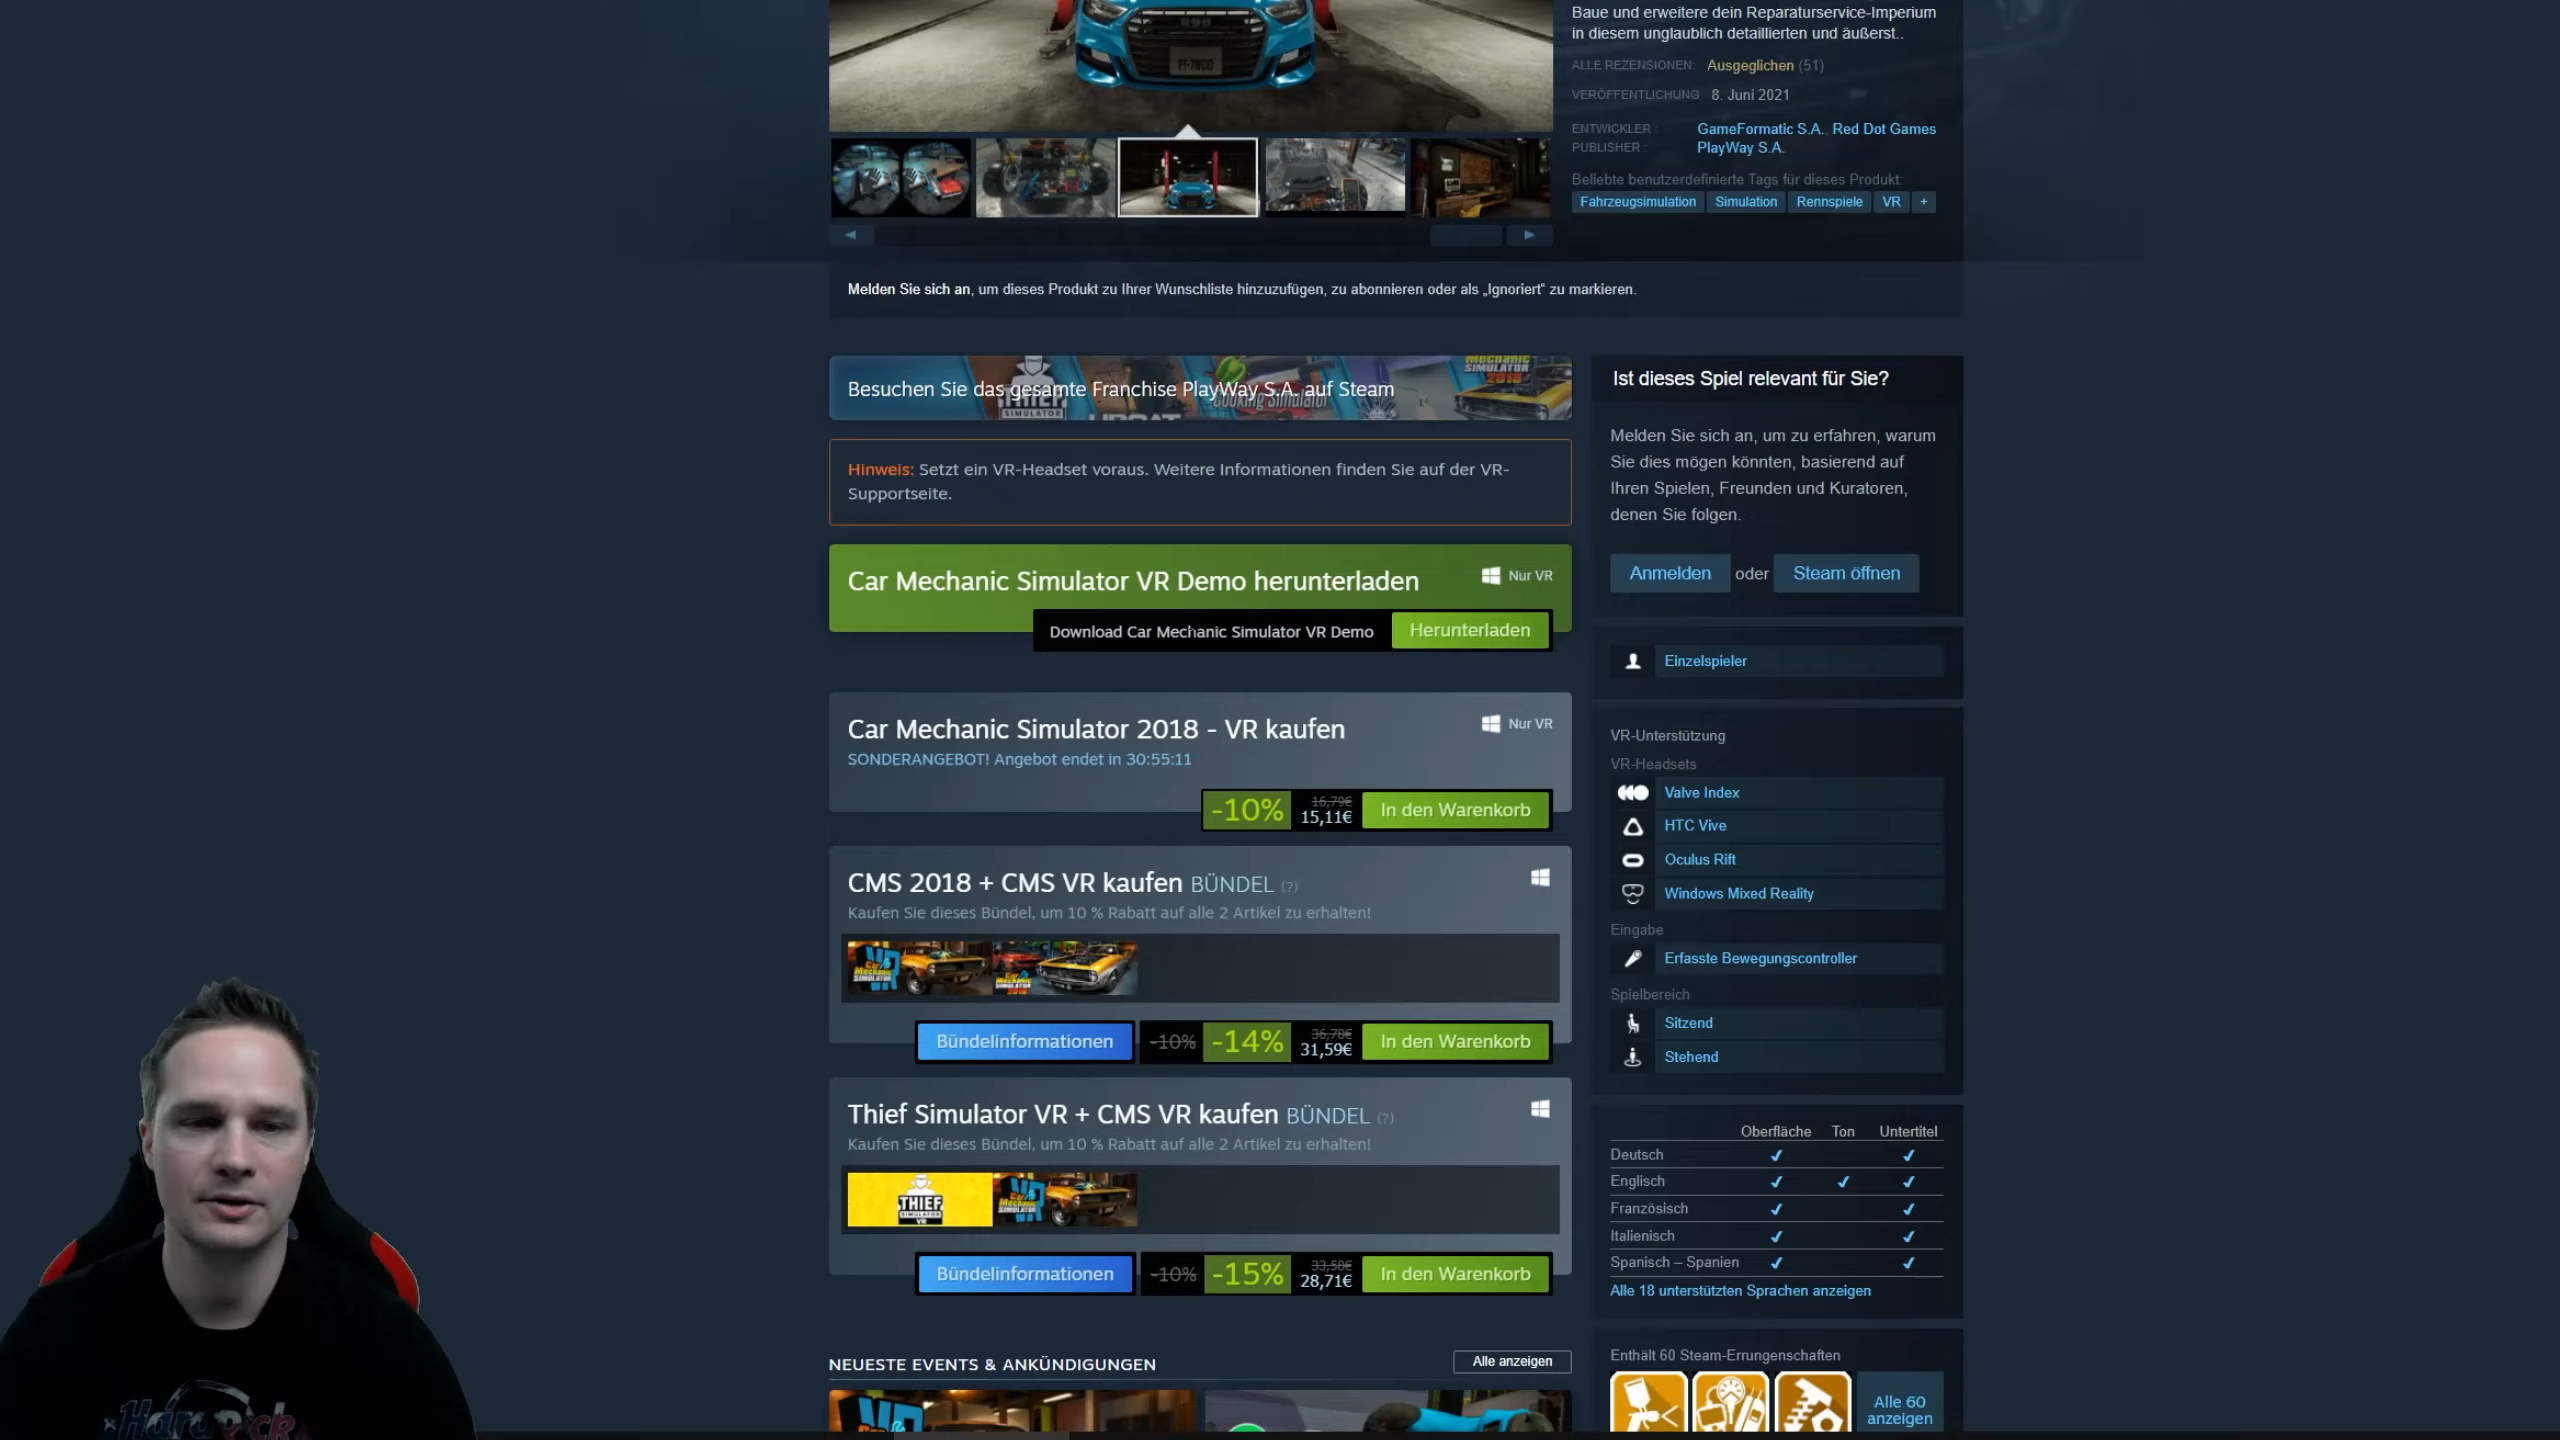 Baue und erweitere dein Reparaturservice-Imperium
in diesem unglaublich detaillierten und äußerst..
ALLE REZENSIONEN: Ausgeglichen (51)
VERÖFFENTLICHUNG 8. Juni 2021
ENTWICKLER : GameFormatic S.A., Red Dot Games
PUBLISHER : PlayWay S.A.
Beliebte benutzerdefinierte Tags für dieses Produkt:
Fahrzeugsimulation Simulation Rennspiele VR +
Melden Sie sich an, um dieses Produkt zu Ihrer Wunschliste hinzuzufügen, zu abonnieren oder als „Ignoriert“ zu markieren.
Besuchen Sie das gesamte Franchise PlayWay S.A. auf Steam
Hinweis: Setzt ein VR-Headset voraus. Weitere Informationen finden Sie auf der VR-
Supportseite.
Car Mechanic Simulator VR Demo herunterladen
Nur VR
Download Car Mechanic Simulator VR Demo
Herunterladen
Car Mechanic Simulator 2018 - VR kaufen
Nur VR
SONDERANGEBOT! Angebot endet in 30:55:11
-10% 16,79€ 15,11€ In den Warenkorb
CMS 2018 + CMS VR kaufen BÜNDEL (?)
Kaufen Sie dieses Bündel, um 10 % Rabatt auf alle 2 Artikel zu erhalten!
Bündelinformationen -10% -14% 36,78€ 31,59€ In den Warenkorb
Thief Simulator VR + CMS VR kaufen BÜNDEL (?)
Kaufen Sie dieses Bündel, um 10 % Rabatt auf alle 2 Artikel zu erhalten!
THIEF
SIMULATOR
VR
Bündelinformationen -10% -15% 33,58€ 28,71€ In den Warenkorb
NEUESTE EVENTS & ANKÜNDIGUNGEN
Alle anzeigen
Ist dieses Spiel relevant für Sie?
Melden Sie sich an, um zu erfahren, warum
Sie dies mögen könnten, basierend auf
Ihren Spielen, Freunden und Kuratoren,
denen Sie folgen.
Anmelden oder Steam öffnen
Einzelspieler
VR-Unterstützung
VR-Headsets
Valve Index
HTC Vive
Oculus Rift
Windows Mixed Reality
Eingabe
Erfasste Bewegungscontroller
Spielbereich
Sitzend
Stehend
Oberfläche Ton Untertitel
Deutsch ✔ ✔
Englisch ✔ ✔ ✔
Französisch ✔ ✔
Italienisch ✔ ✔
Spanisch – Spanien ✔ ✔
Alle 18 unterstützten Sprachen anzeigen
Enthält 60 Steam-Errungenschaften
Alle 60
anzeigen